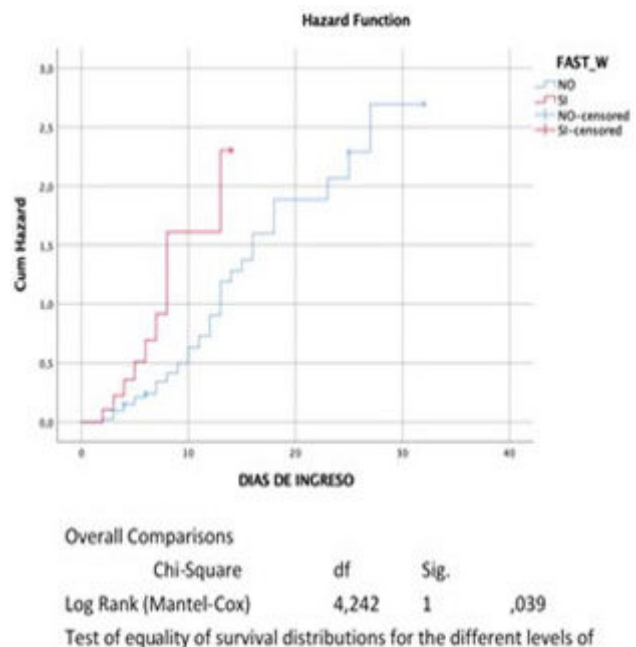 Hazard Function
FAST_W
NO
SI
NO-censored
SI-censored
3,0
2,5
2,0
1,5
1,0
0,5
0,0
Cum Hazard
0 10 20 30 40
DIAS DE INGRESO
Overall Comparisons
Chi-Square df Sig.
Log Rank (Mantel-Cox) 4,242 1 ,039
Test of equality of survival distributions for the different levels of